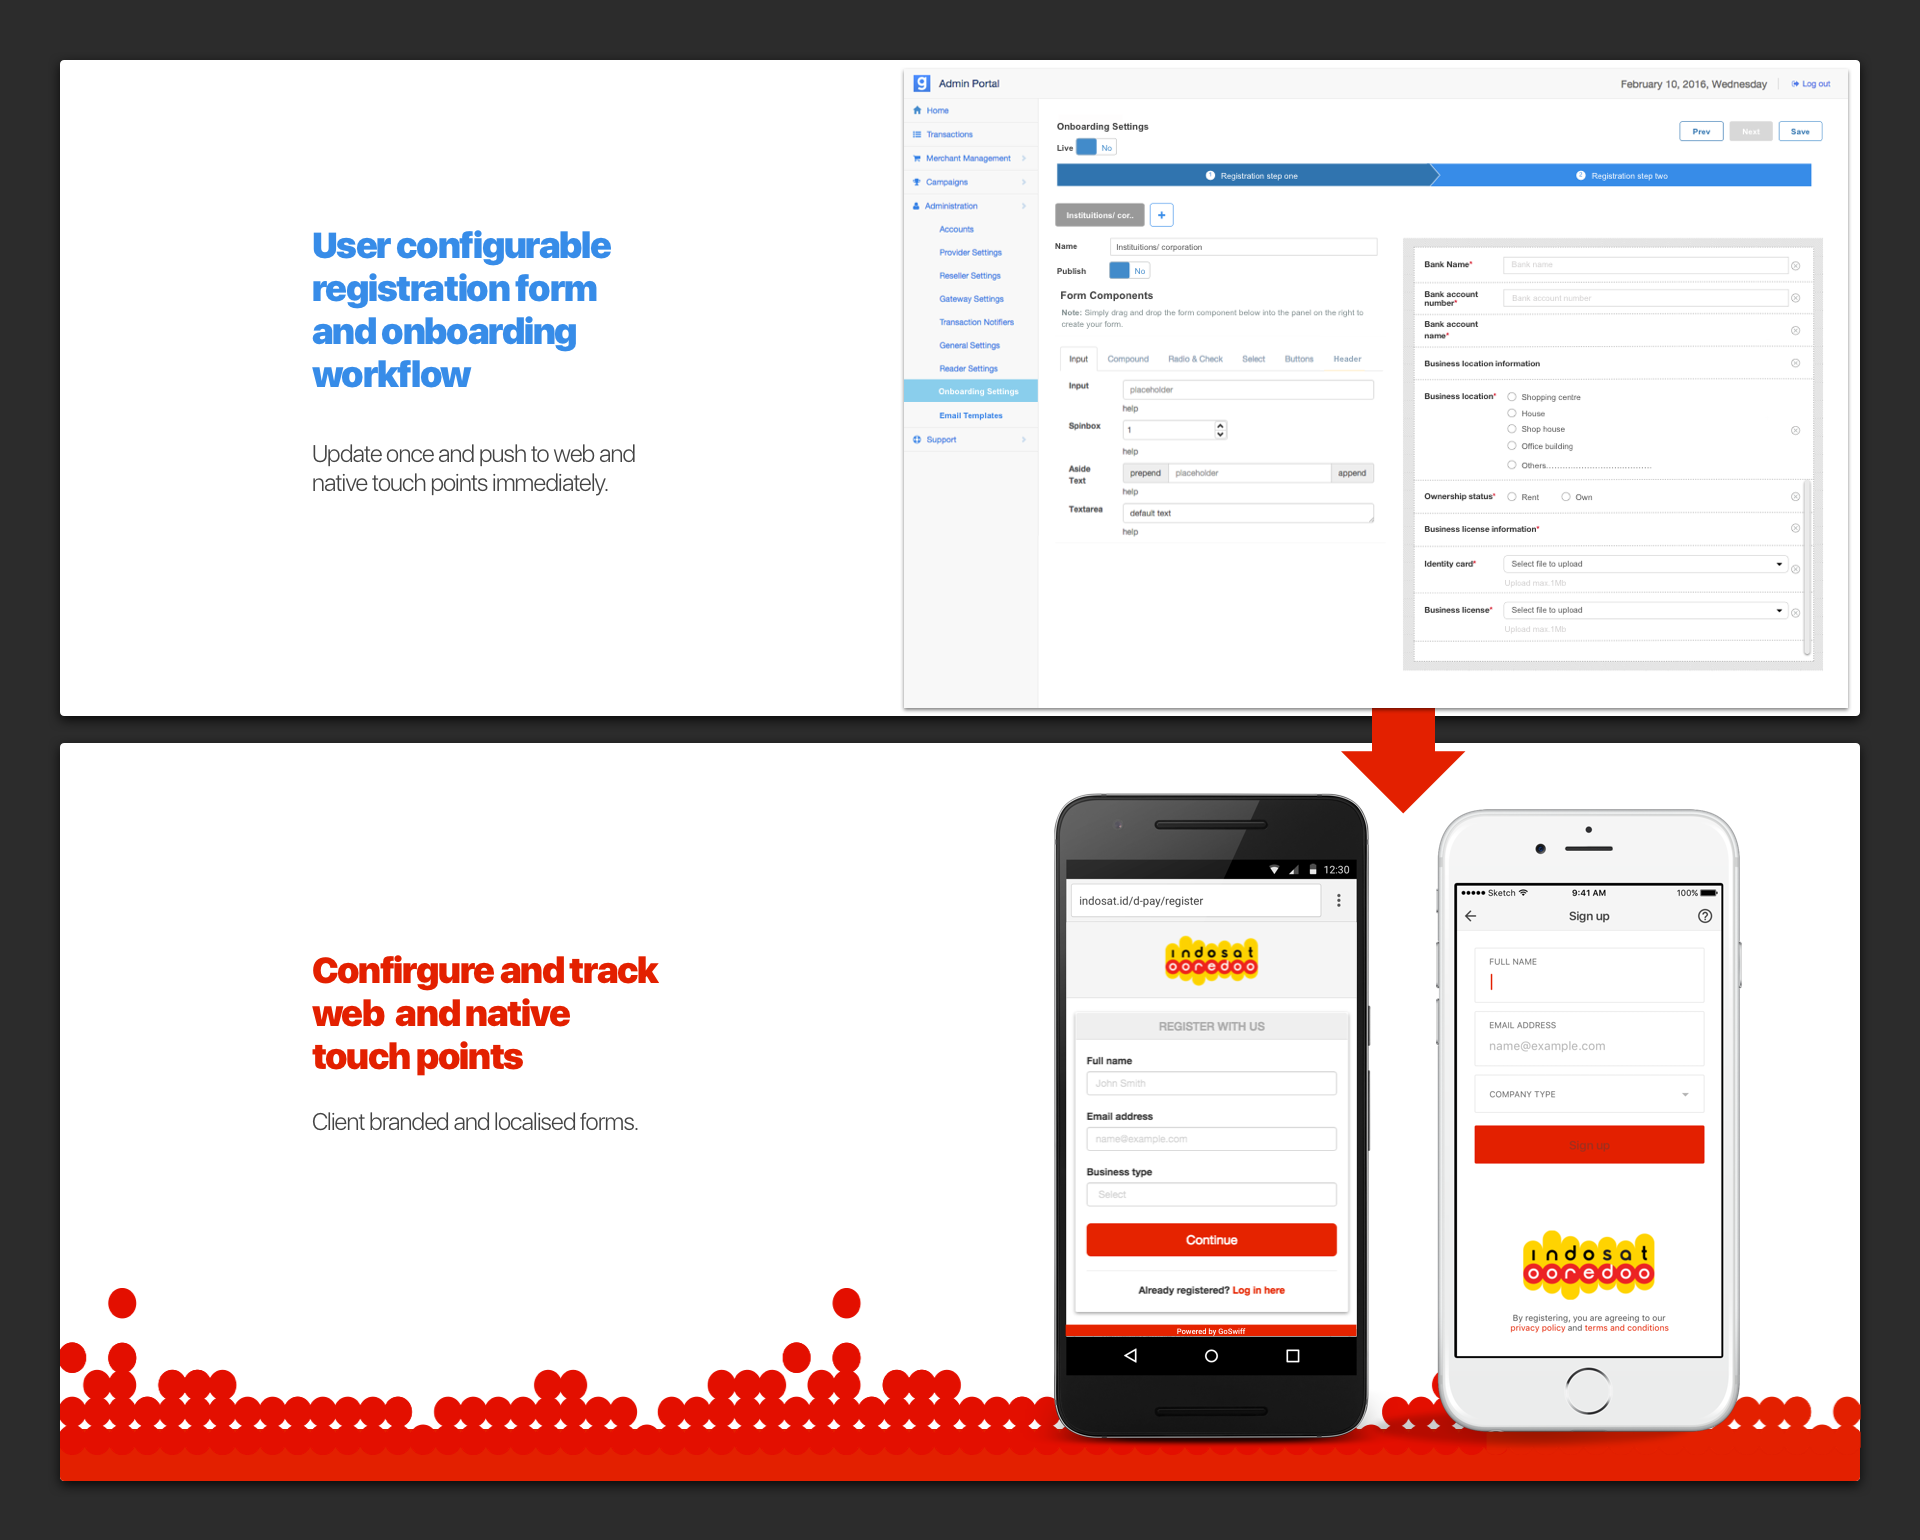 User configurable
registration form
and onboarding
workflow
Update once and push to web and
native touch points immediately.
g Admin Portal
February 10, 2016, Wednesday
Log out
Home
Transactions
Merchant Management
Campaigns
Administration
Accounts
Provider Settings
Reseller Settings
Gateway Settings
Transaction Notifiers
General Settings
Reader Settings
Onboarding Settings
Email Templates
Support
Onboarding Settings
Live No
Prev Next Save
1 Registration step one
2 Registration step two
Instituitions/ cor.. +
Name Instituitions/ corporation
Publish No
Form Components
Note: Simply drag and drop the form component below into the panel on the right to
create your form.
Input Compound Radio & Check Select Buttons Header
Input placeholder
help
Spinbox 1
help
Aside
Text
prepend placeholder append
help
Textarea default text
help
Bank Name* Bank name
Bank account
number*
Bank account number
Bank account
name*
Business location information
Business location* Shopping centre
House
Shop house
Office building
Others......................................
Ownership status* Rent Own
Business license information*
Identity card* Select file to upload
Upload max.1Mb
Business license* Select file to upload
Upload max.1Mb
Confirgure and track
web  and native
touch points
Client branded and localised forms.
12:30
indosat.id/d-pay/register
indosat
ooredoo
REGISTER WITH US
Full name
John Smith
Email address
name@example.com
Business type
Select
Continue
Already registered? Log in here
Powered by GoSwiff
Sketch 9:41 AM 100%
Sign up
FULL NAME
EMAIL ADDRESS
name@example.com
COMPANY TYPE
Sign up
indosat
ooredoo
By registering, you are agreeing to our
privacy policy and terms and conditions